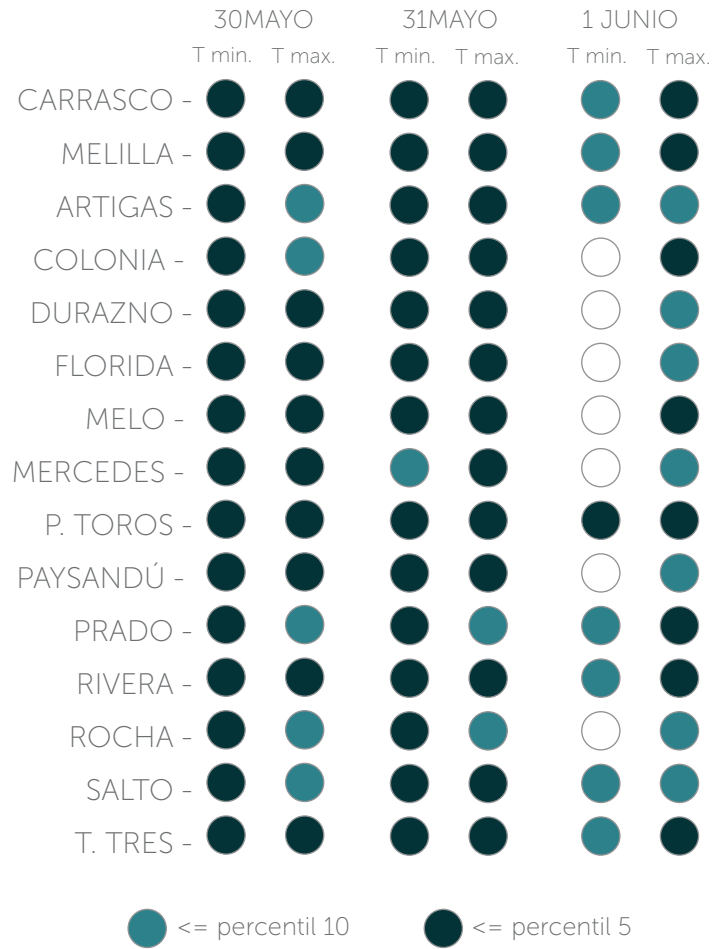 30MAYO 31MAYO 1 JUNIO
T min. T max. T min. T max. T min. T max.
CARRASCO -
MELILLA -
ARTIGAS -
COLONIA -
DURAZNO -
FLORIDA -
MELO -
MERCEDES -
P. TOROS -
PAYSANDÚ -
PRADO -
RIVERA -
ROCHA -
SALTO -
T. TRES -
<= percentil 10 <= percentil 5